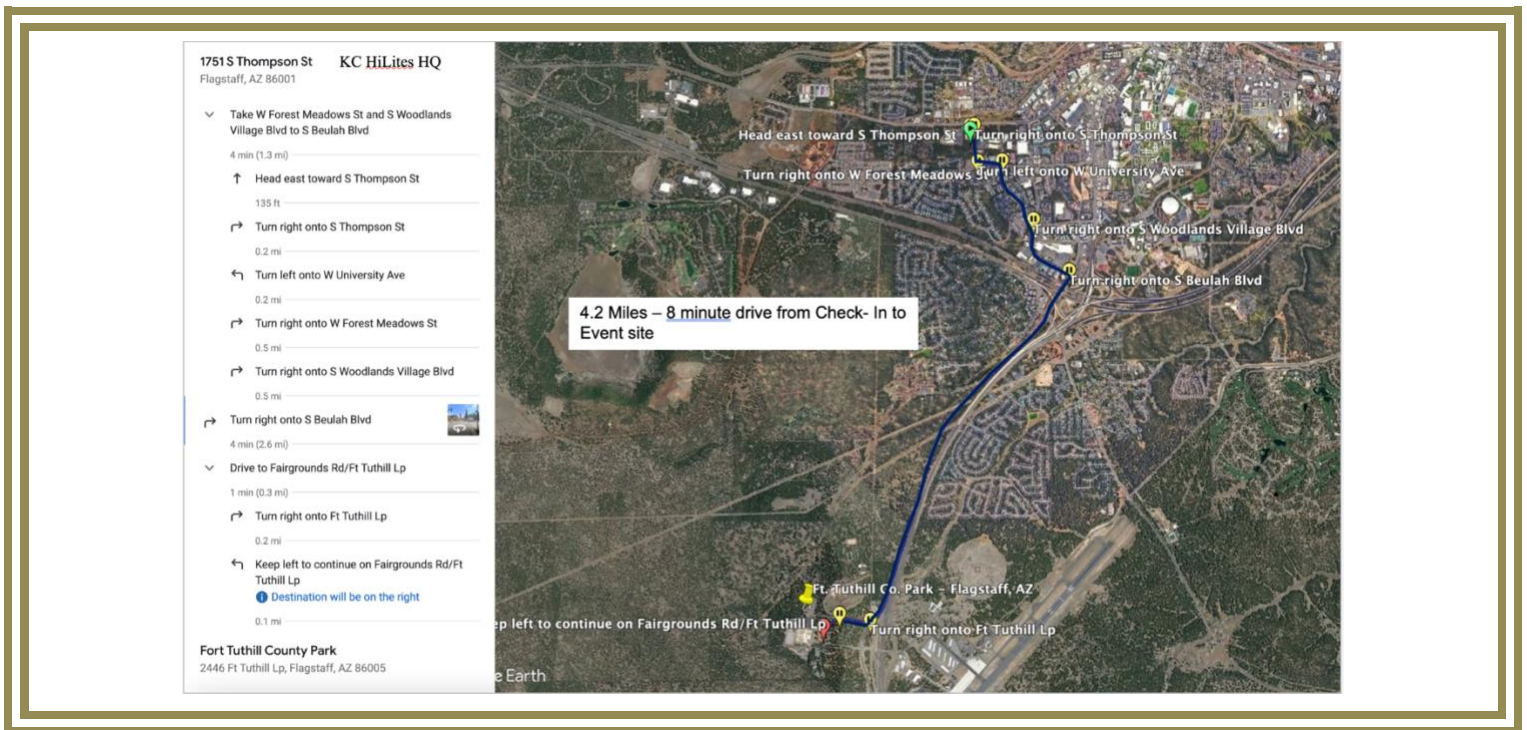 1751 S Thompson St KC HiLites HQ
Flagstaff, AZ 86001
Take W Forest Meadows St and S Woodlands
Village Blvd to S Beulah Blvd
4 min (1.3 mi)
Head east toward S Thompson St
135 ft
Turn right onto S Thompson St
0.2 mi
Turn left onto W University Ave
0.2 mi
Turn right onto W Forest Meadows St
0.5 mi
Turn right onto S Woodlands Village Blvd
0.5 mi
Turn right onto S Beulah Blvd
4 min (2.6 mi)
Drive to Fairgrounds Rd/Ft Tuthill Lp
1 min (0.3 mi)
Turn right onto Ft Tuthill Lp
0.2 mi
Keep left to continue on Fairgrounds Rd/Ft
Tuthill Lp
Destination will be on the right
0.1 mi
Fort Tuthill County Park
2446 Ft Tuthill Lp, Flagstaff, AZ 86005
Head east toward S Thompson St
Turn right onto S Thompson St
Turn right onto W Forest Meadows
Turn left onto W University Ave
Turn right onto S Woodlands Village Blvd
Turn right onto S Beulah Blvd
4.2 Miles – 8 minute drive from Check- In to
Event site
Ft. Tuthill Co. Park – Flagstaff, AZ
ep left to continue on Fairgrounds Rd/Ft Tuthill Lp
Turn right onto Ft Tuthill Lp
e Earth